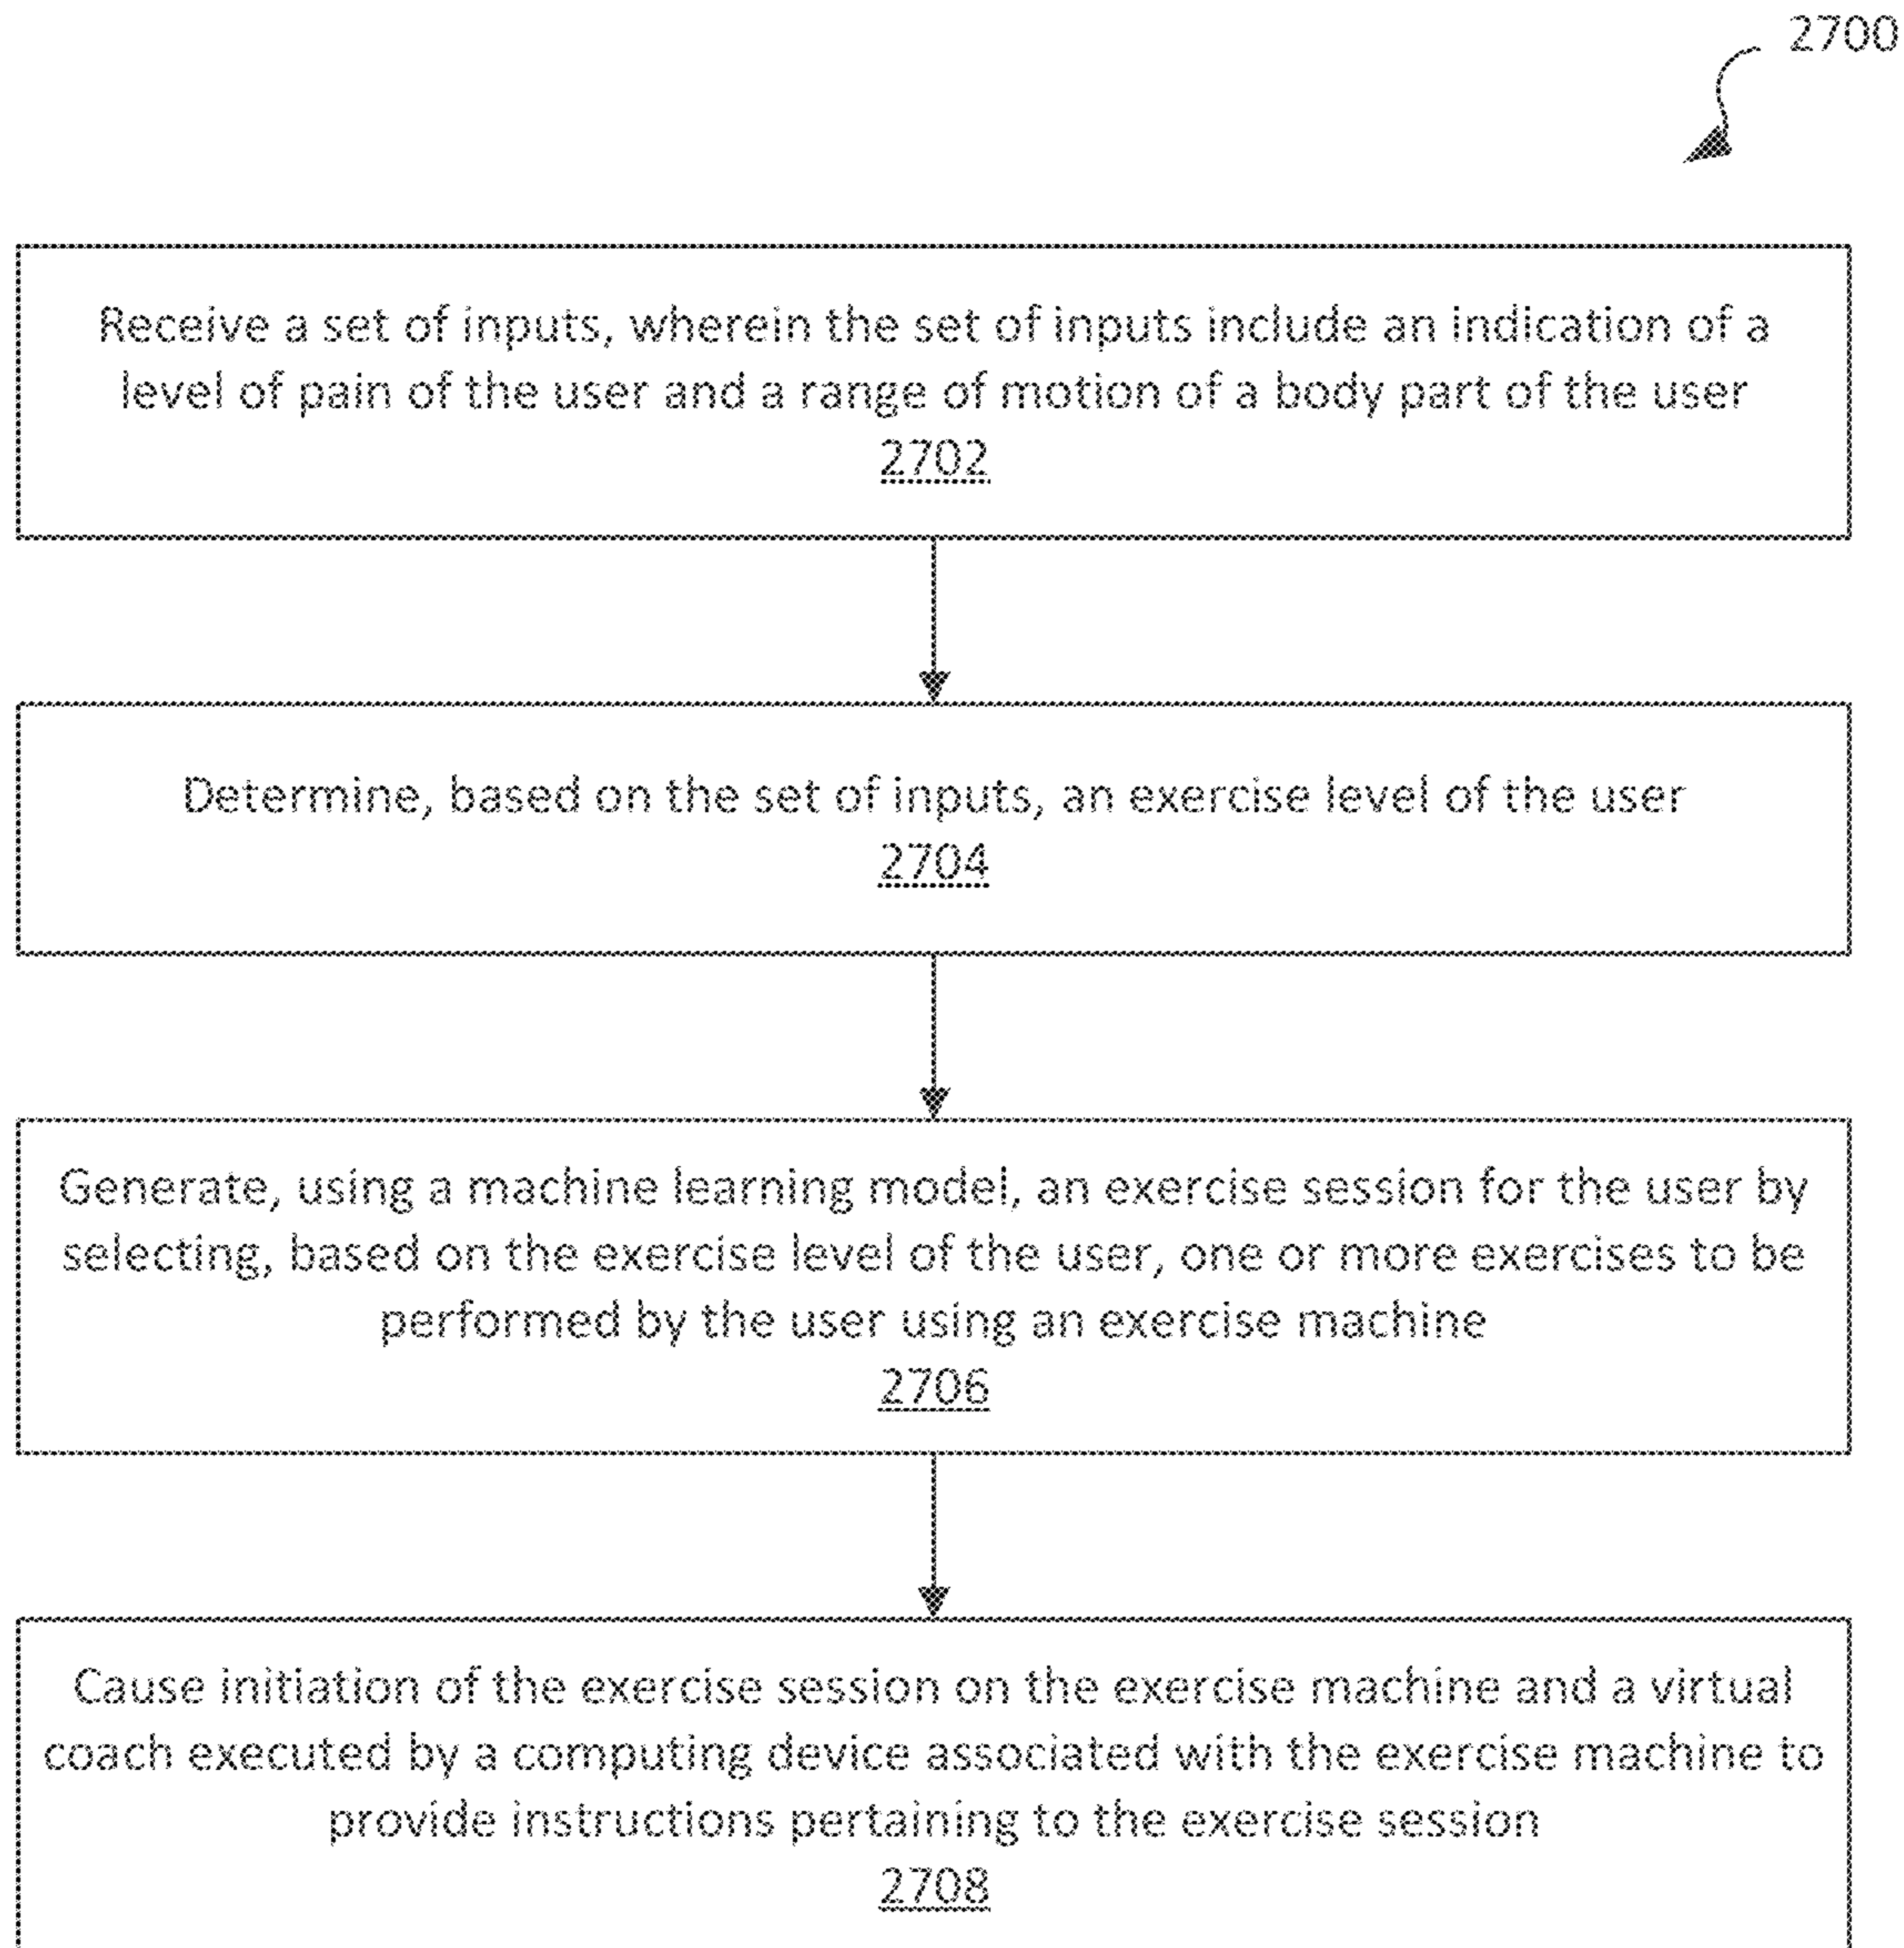 2700
Receive a set of inputs, wherein the set of inputs include an indication of a
level of pain of the user and a range of motion of a body part of the user
2702
Determine, based on the set of inputs, an exercise level of the user
2704
Generate, using a machine learning model, an exercise session for the user by
selecting, based on the exercise level of the user, one or more exercises to be
performed by the user using an exercise machine
2706
Cause initiation of the exercise session on the exercise machine and a virtual
coach executed by a computing device associated with the exercise machine to
provide instructions pertaining to the exercise session
2708